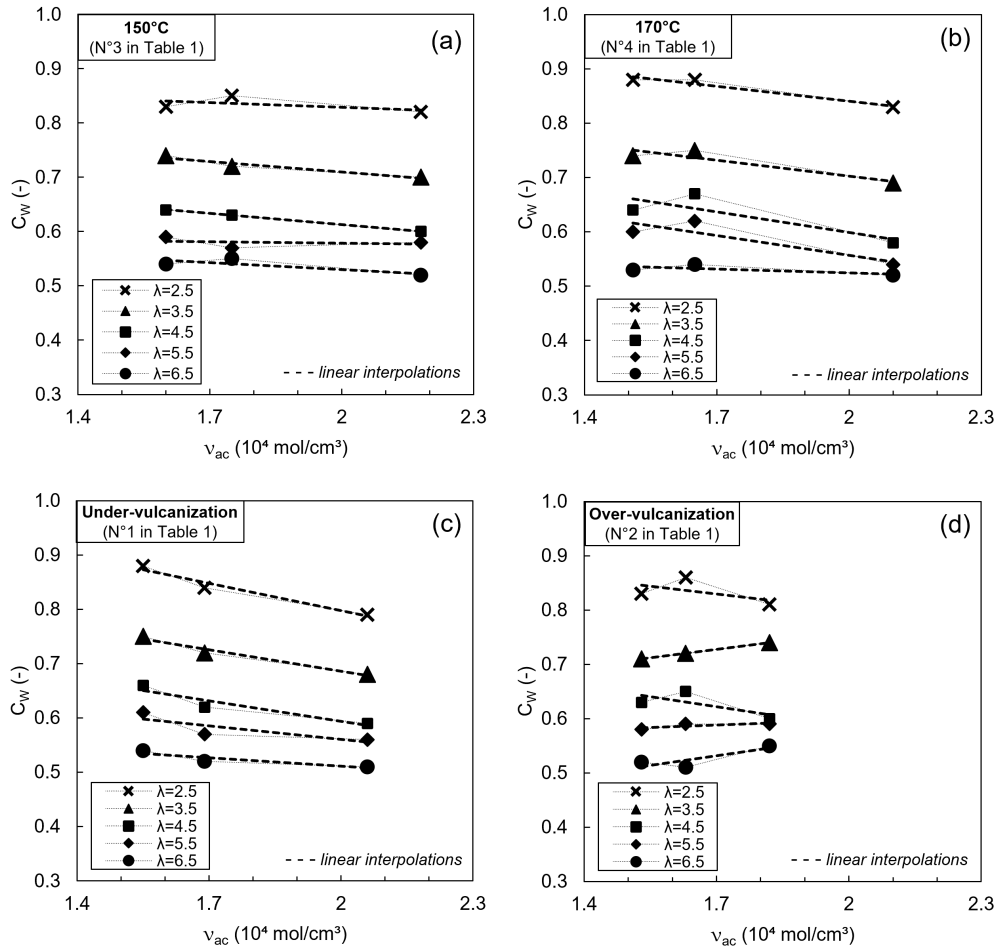 150°C
(N°3 in Table 1)
(a)
1.0
0.9
0.8
0.7
0.6
0.5
0.4
0.3
C_W (-)
λ=2.5
λ=3.5
λ=4.5
λ=5.5
λ=6.5
linear interpolations
1.4
1.7
2
2.3
ν_ac (10⁴ mol/cm³)
170°C
(N°4 in Table 1)
(b)
1.0
0.9
0.8
0.7
0.6
0.5
0.4
0.3
C_W (-)
λ=2.5
λ=3.5
λ=4.5
λ=5.5
λ=6.5
linear interpolations
1.4
1.7
2
2.3
ν_ac (10⁴ mol/cm³)
Under-vulcanization
(N°1 in Table 1)
(c)
1.0
0.9
0.8
0.7
0.6
0.5
0.4
0.3
C_W (-)
λ=2.5
λ=3.5
λ=4.5
λ=5.5
λ=6.5
linear interpolations
1.4
1.7
2
2.3
ν_ac (10⁴ mol/cm³)
Over-vulcanization
(N°2 in Table 1)
(d)
1.0
0.9
0.8
0.7
0.6
0.5
0.4
0.3
C_W (-)
λ=2.5
λ=3.5
λ=4.5
λ=5.5
λ=6.5
linear interpolations
1.4
1.7
2
2.3
ν_ac (10⁴ mol/cm³)